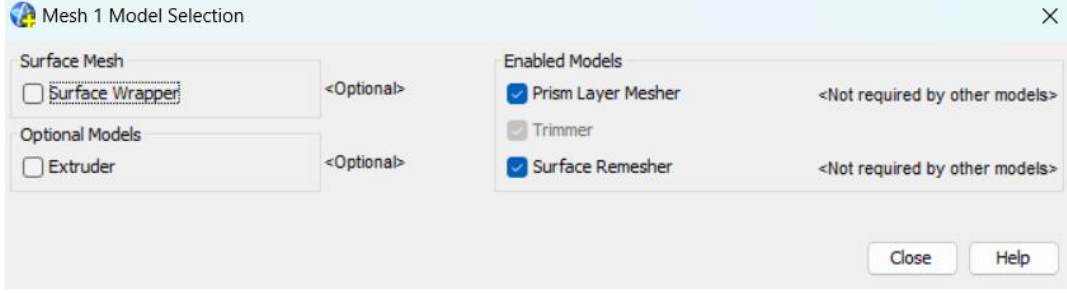 Mesh 1 Model Selection
Surface Mesh
Surface Wrapper
<Optional>
Optional Models
Extruder
<Optional>
Enabled Models
Prism Layer Mesher
<Not required by other models>
Trimmer
Surface Remesher
<Not required by other models>
Close
Help